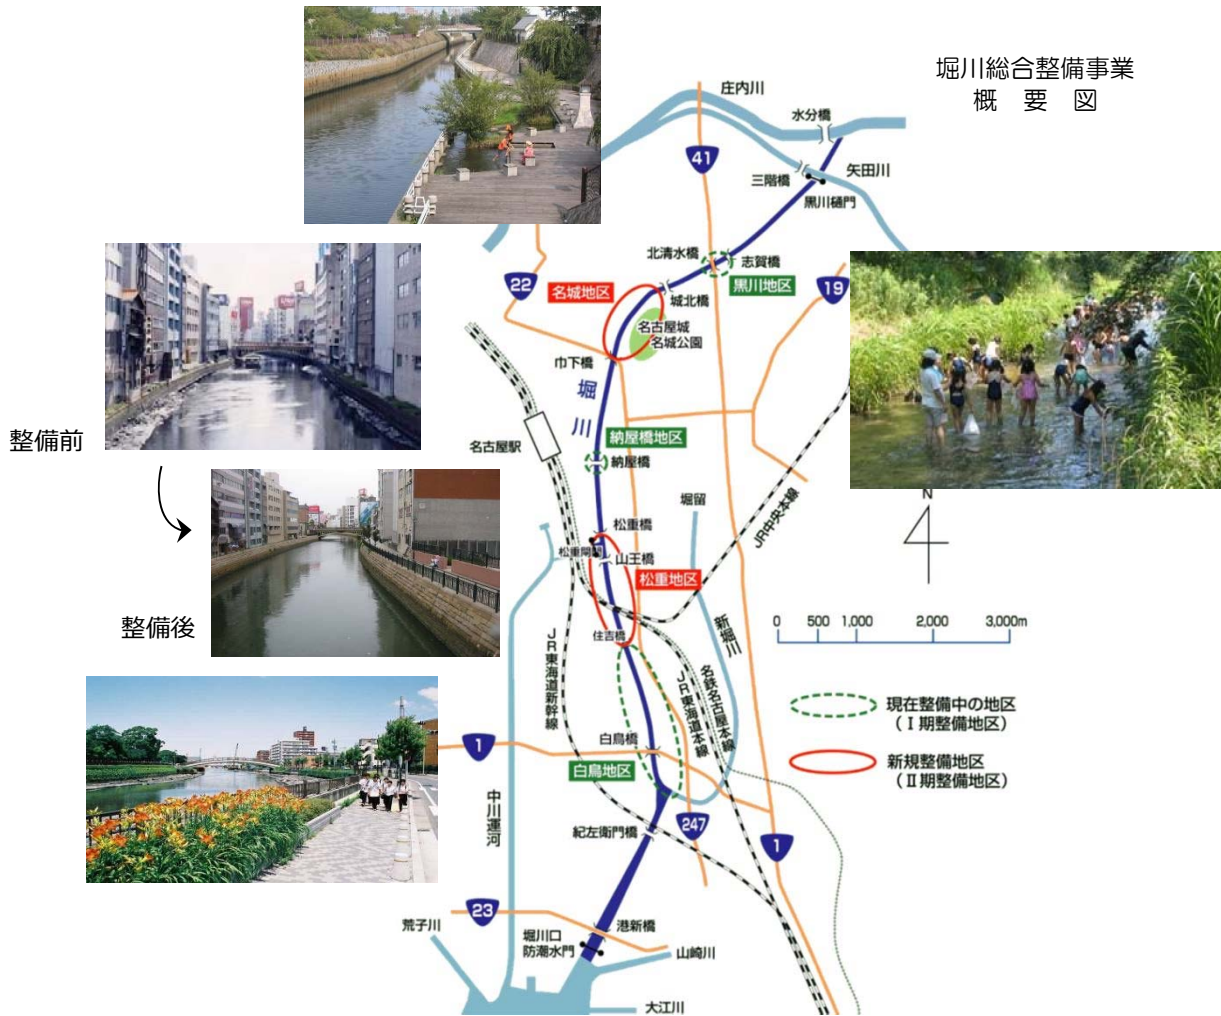 堀川総合整備事業
概 要 図
庄内川
水分橋
41
三階橋
矢田川
黒川樋門
北清水橋
志賀橋
22
名城地区
城北橋
黒川地区
19
名古屋城
名城公園
巾下橋
堀川
整備前
名古屋駅
納屋橋地区
納屋橋
堀留
JR中央本線
N
松重橋
松重閘門
山王橋
松重地区
整備後
住吉橋
新堀川
0 500 1,000 2,000 3,000m
JR東海道新幹線
名鉄名古屋本線
JR東海道本線
現在整備中の地区
(Ⅰ期整備地区)
新規整備地区
(Ⅱ期整備地区)
1
白鳥橋
白鳥地区
中川運河
紀左衛門橋
247
1
23
荒子川
港新橋
堀川口
防潮水門
山崎川
大江川